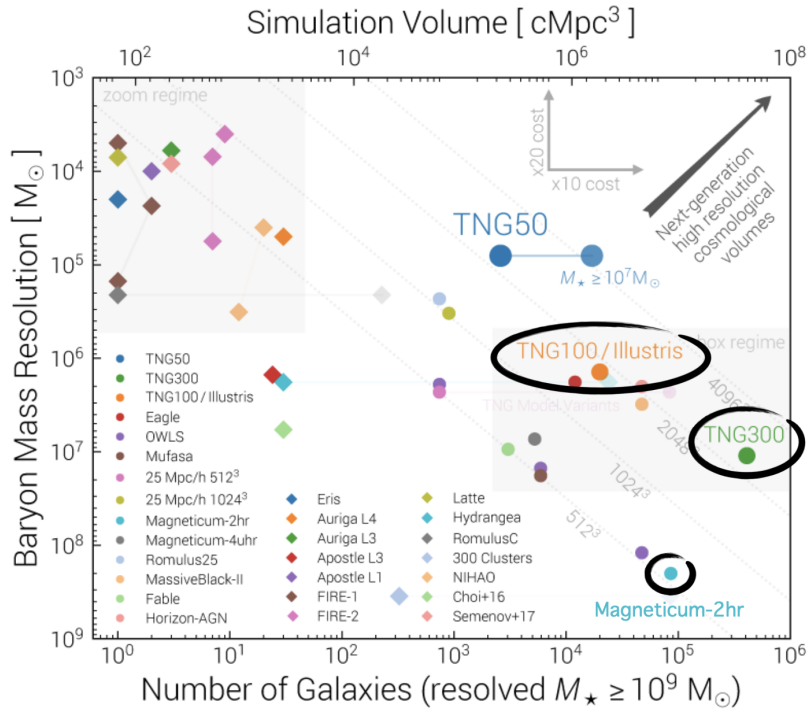 Simulation Volume [ cMpc³ ]
10² 10⁴ 10⁶ 10⁸
10³
10⁴
10⁵
10⁶
10⁷
10⁸
10⁹
Baryon Mass Resolution [ M☉ ]
zoom regime
x20 cost
x10 cost
Next-generation
high resolution
cosmological
volumes
TNG50
M⋆ ≥ 10⁷ M☉
box regime
TNG100 / Illustris
TNG Model Variants
TNG300
4096
2048
1024³
512³
Magneticum-2hr
TNG50
TNG300
TNG100 / Illustris
Eagle
OWLS
Mufasa
25 Mpc/h 512³
25 Mpc/h 1024³
Magneticum-2hr
Magneticum-4uhr
Romulus25
MassiveBlack-II
Fable
Horizon-AGN
Eris
Auriga L4
Auriga L3
Apostle L3
Apostle L1
FIRE-1
FIRE-2
Latte
Hydrangea
RomulusC
300 Clusters
NIHAO
Choi+16
Semenov+17
10⁰ 10¹ 10² 10³ 10⁴ 10⁵ 10⁶
Number of Galaxies (resolved M⋆ ≥ 10⁹ M☉)